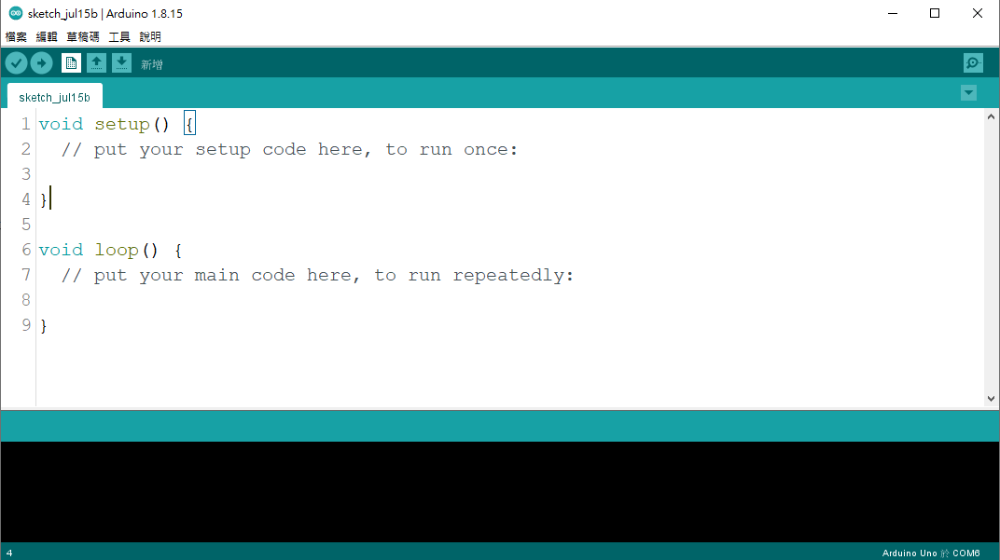 sketch_jul15b | Arduino 1.8.15
檔案 編輯 草稿碼 工具 說明
新增
sketch_jul15b
1 void setup() {
2   // put your setup code here, to run once:
3
4 }
5
6 void loop() {
7   // put your main code here, to run repeatedly:
8
9 }
4
Arduino Uno 於 COM6